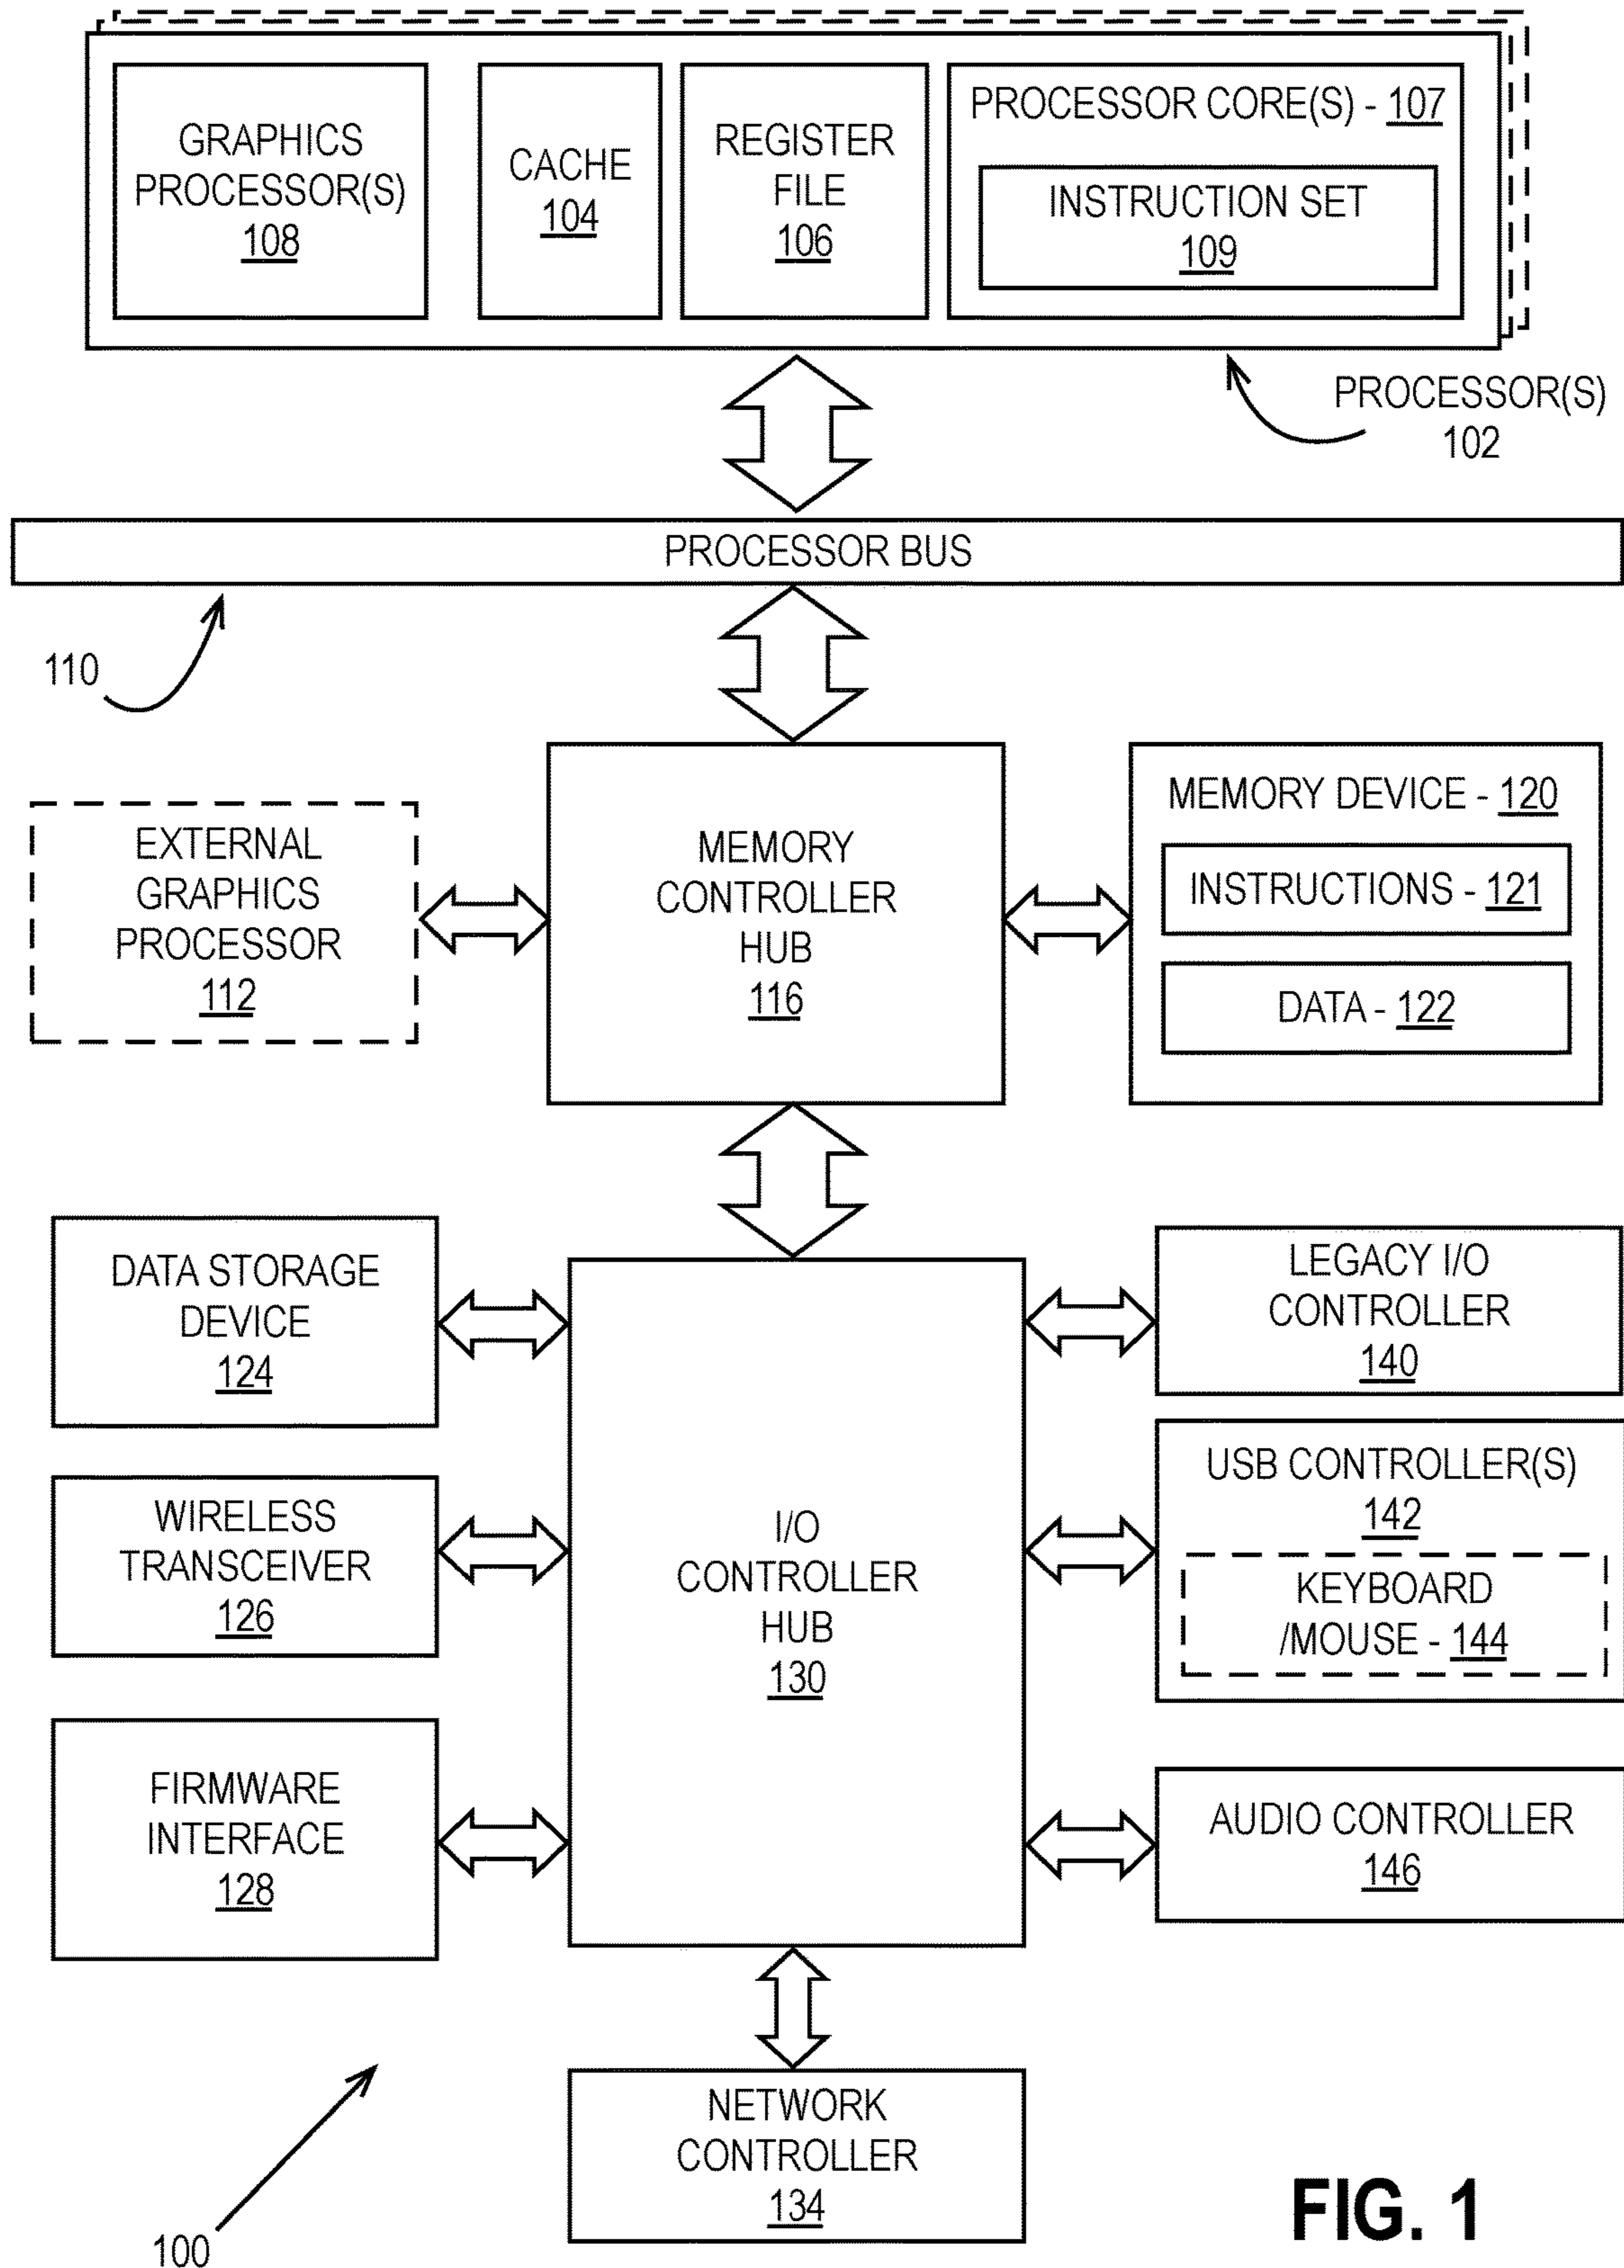 GRAPHICS
PROCESSOR(S)
108
CACHE
104
REGISTER
FILE
106
PROCESSOR CORE(S) - 107
INSTRUCTION SET
109
PROCESSOR(S)
102
PROCESSOR BUS
110
EXTERNAL
GRAPHICS
PROCESSOR
112
MEMORY
CONTROLLER
HUB
116
MEMORY DEVICE - 120
INSTRUCTIONS - 121
DATA - 122
DATA STORAGE
DEVICE
124
WIRELESS
TRANSCEIVER
126
FIRMWARE
INTERFACE
128
I/O
CONTROLLER
HUB
130
LEGACY I/O
CONTROLLER
140
USB CONTROLLER(S)
142
KEYBOARD
/MOUSE - 144
AUDIO CONTROLLER
146
NETWORK
CONTROLLER
134
100
FIG. 1